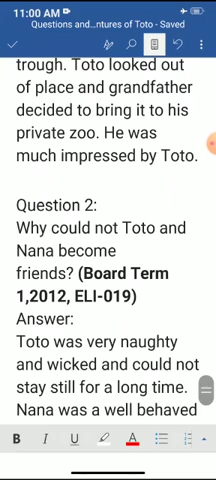 11:00 AM
Questions and...ntures of Toto - Saved
trough. Toto looked out
of place and grandfather
decided to bring it to his
private zoo. He was
much impressed by Toto.
Question 2:
Why could not Toto and
Nana become
friends? (Board Term
1,2012, ELI-019)
Answer:
Toto was very naughty
and wicked and could not
stay still for a long time.
Nana was a well behaved
B I U A